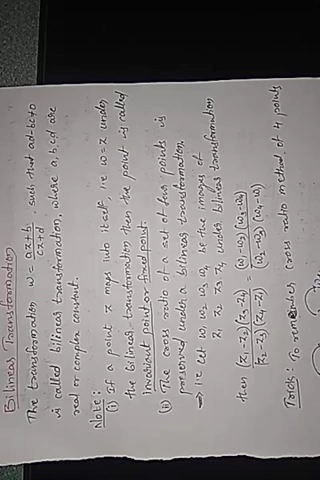 Bilinear Transformation
The transformation w = (az+b)/(cz+d), such that ad-bc≠0
is called bilinear transformation, where a,b,c,d are
real or complex constant.
Note:
(i) If a point z maps into itself i.e w=z under
the bilinear transformation then the point is called
invariant point or fixed point.
(ii) The cross ratio of a set of four points is
preserved under a bilinear transformation,
→ i.e let w₁ w₂ w₃ w₄ be the images of
z₁ z₂ z₃ z₄ under bilinear transformation
then (z₁-z₂)(z₃-z₄)/(z₂-z₃)(z₄-z₁) = (w₁-w₂)(w₃-w₄)/(w₂-w₃)(w₄-w₁)
Trick: To remember cross ratio method of 4 points